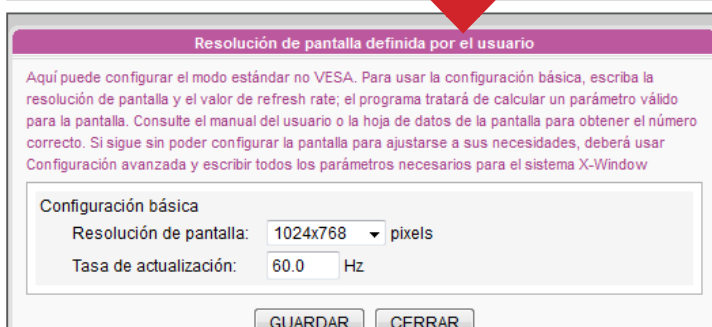 Resolución de pantalla definida por el usuario
Aquí puede configurar el modo estándar no VESA. Para usar la configuración básica, escriba la
resolución de pantalla y el valor de refresh rate; el programa tratará de calcular un parámetro válido
para la pantalla. Consulte el manual del usuario o la hoja de datos de la pantalla para obtener el número
correcto. Si sigue sin poder configurar la pantalla para ajustarse a sus necesidades, deberá usar
Configuración avanzada y escribir todos los parámetros necesarios para el sistema X-Window
Configuración básica
Resolución de pantalla: 1024x768 pixels
Tasa de actualización: 60.0 Hz
GUARDAR CERRAR